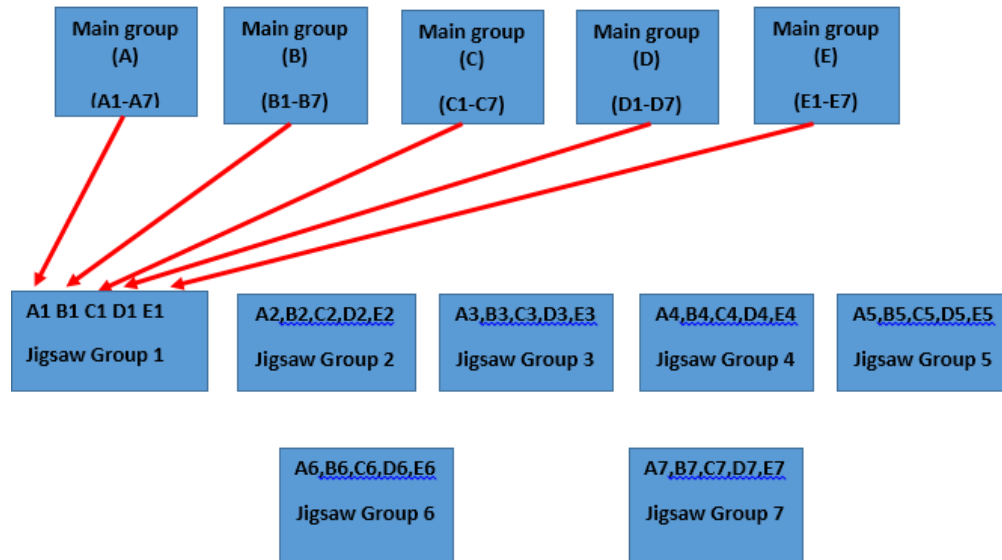 Main group
(A)
(A1-A7)
Main group
(B)
(B1-B7)
Main group
(C)
(C1-C7)
Main group
(D)
(D1-D7)
Main group
(E)
(E1-E7)
A1 B1 C1 D1 E1
Jigsaw Group 1
A2,B2,C2,D2,E2
Jigsaw Group 2
A3,B3,C3,D3,E3
Jigsaw Group 3
A4,B4,C4,D4,E4
Jigsaw Group 4
A5,B5,C5,D5,E5
Jigsaw Group 5
A6,B6,C6,D6,E6
Jigsaw Group 6
A7,B7,C7,D7,E7
Jigsaw Group 7